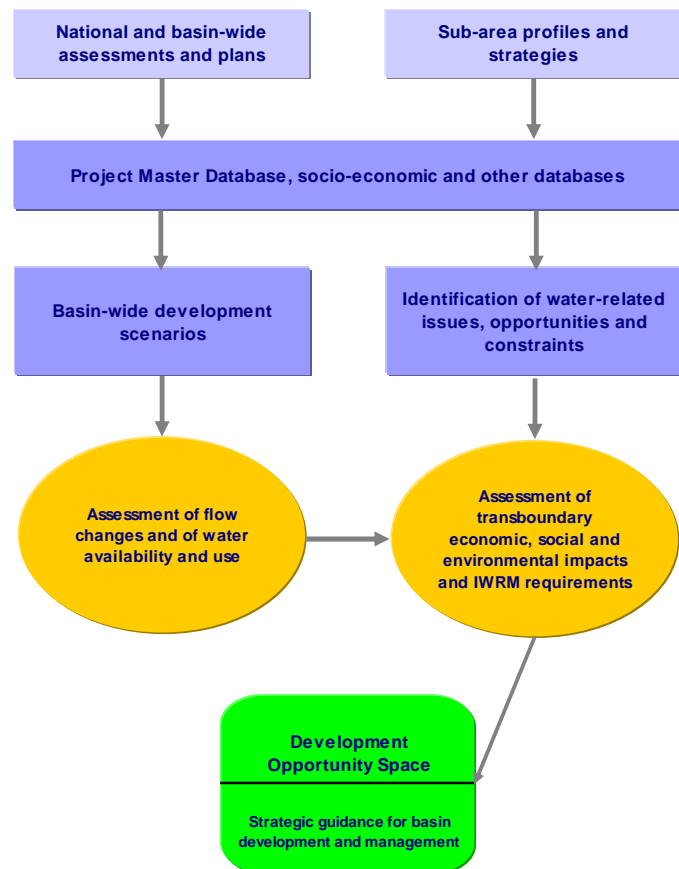 National and basin-wide
assessments and plans
Sub-area profiles and
strategies
Project Master Database, socio-economic and other databases
Basin-wide development
scenarios
Identification of water-related
issues, opportunities and
constraints
Assessment of flow
changes and of water
availability and use
Assessment of
transboundary
economic, social and
environmental impacts
and IWRM requirements
Development
Opportunity Space
Strategic guidance for basin
development and management